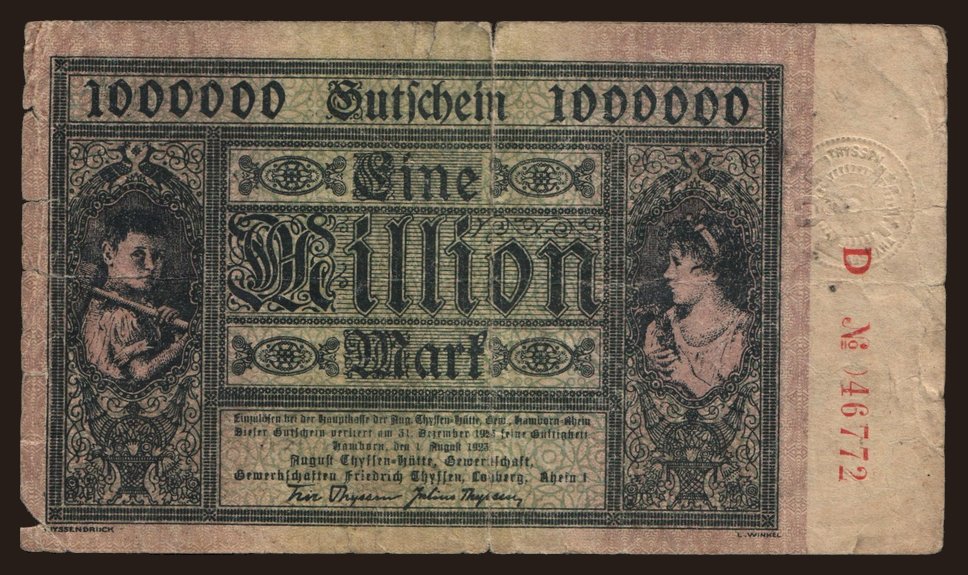 1000000 Gutschein 1000000
Eine
Million
Mark
Einzulösen bei der Hauptkasse der Aug. Thyssen-Hütte, Gew., Hamborn-Rhein
Dieser Gutschein verliert am 31. Dezember 1923 seine Gültigkeit
Hamborn, den 1. August 1923
August Thyssen-Hütte, Gewerkschaft,
Gewerkschaften Friedrich Thyssen, Rhein I
Thyssen Julius Thyssen
D № 046772
THYSSEN
YSSENDRUCK
L. WINKEL